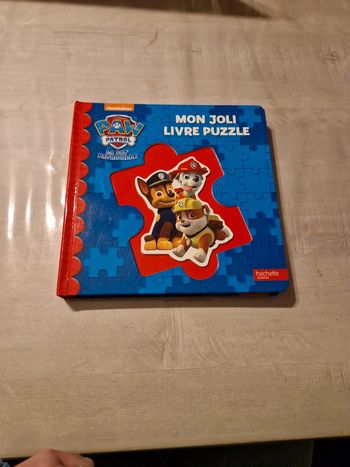 nickelodeon
MON JOLI
LIVRE PUZZLE
PAW
PATROL
LA PAT' PATROUILLE
hachette